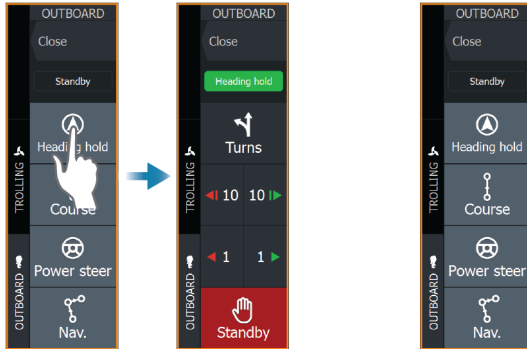 OUTBOARD
Close
Standby
Heading hold
Course
Power steer
Nav.
TROLLING
OUTBOARD
OUTBOARD
Close
Heading hold
Turns
10 10
1 1
Standby
TROLLING
OUTBOARD
OUTBOARD
Close
Standby
Heading hold
Course
Power steer
Nav.
TROLLING
OUTBOARD